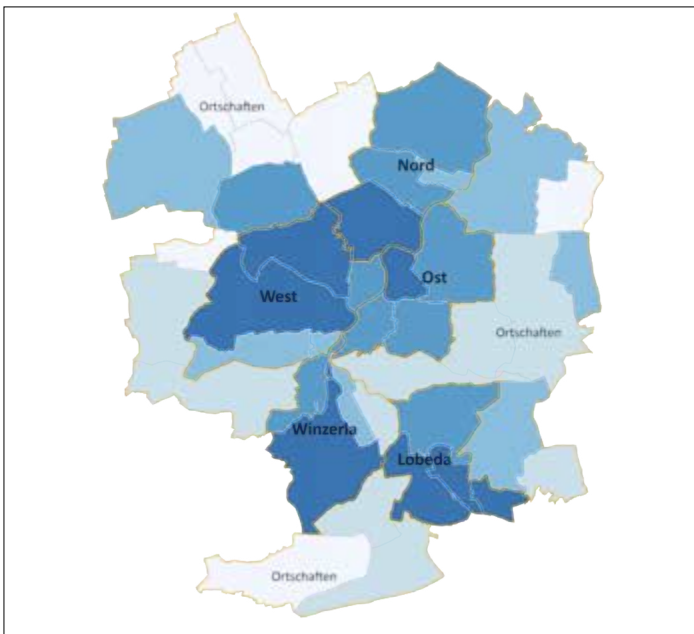 Ortschaften
Nord
Ost
West
Ortschaften
Winzerla
Lobeda
Ortschaften